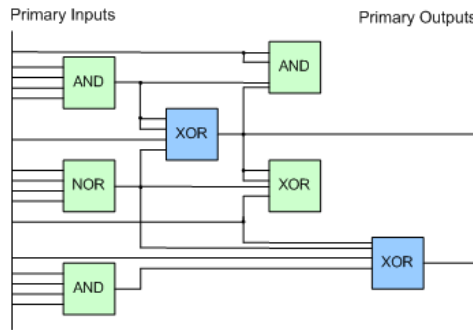 Primary Inputs
Primary Outputs
AND
AND
XOR
NOR
XOR
XOR
AND